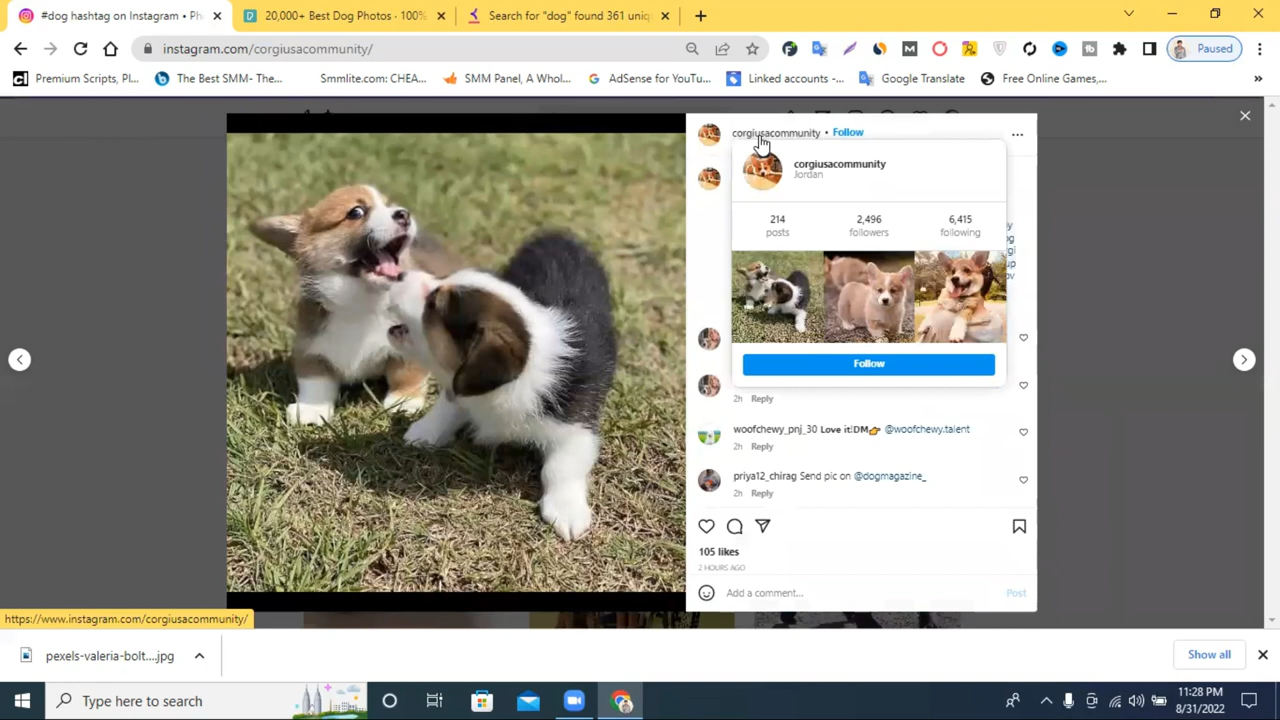 #dog hashtag on Instagram • Ph
20,000+ Best Dog Photos · 100%
Search for "dog" found 361 uniq
instagram.com/corgiusacommunity/
Paused
Premium Scripts, Pl...
The Best SMM- The...
Smmlite.com: CHEA...
SMM Panel, A Whol...
AdSense for YouTu...
Linked accounts -...
Google Translate
Free Online Games,...
corgiusacommunity • Follow
corgiusacommunity
Jordan
214 2,496 6,415
posts followers following
Follow
2h Reply
woofchewy_pnj_30 Love it!DM👉 @woofchewy.talent
2h Reply
priya12_chirag Send pic on @dogmagazine_
2h Reply
105 likes
2 HOURS AGO
Add a comment... Post
https://www.instagram.com/corgiusacommunity/
pexels-valeria-bolt....jpg
Show all
Type here to search
11:28 PM
8/31/2022